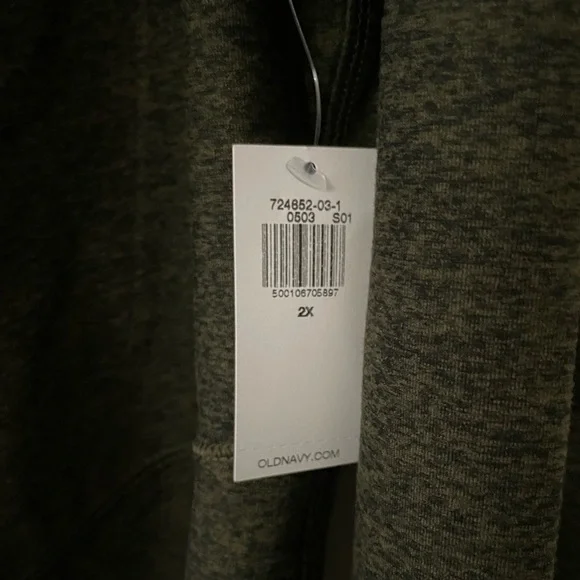 724852-03-1
0503 S01
500106705897
2X
OLDNAVY.COM